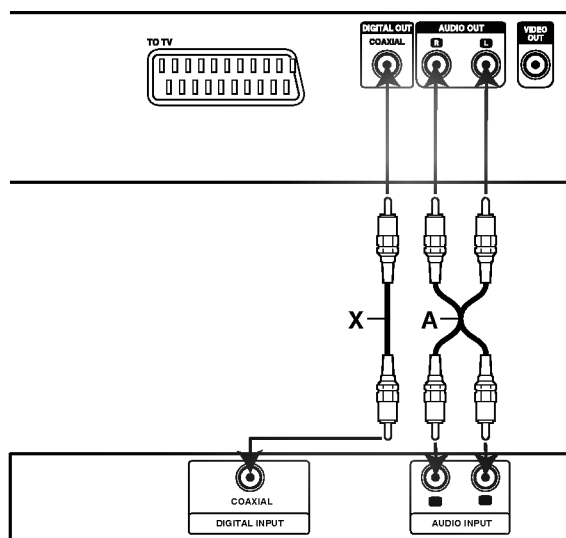 DIGITAL OUT
AUDIO OUT
VIDEO OUT
TO TV
COAXIAL
R
L
X
A
COAXIAL
DIGITAL INPUT
AUDIO INPUT